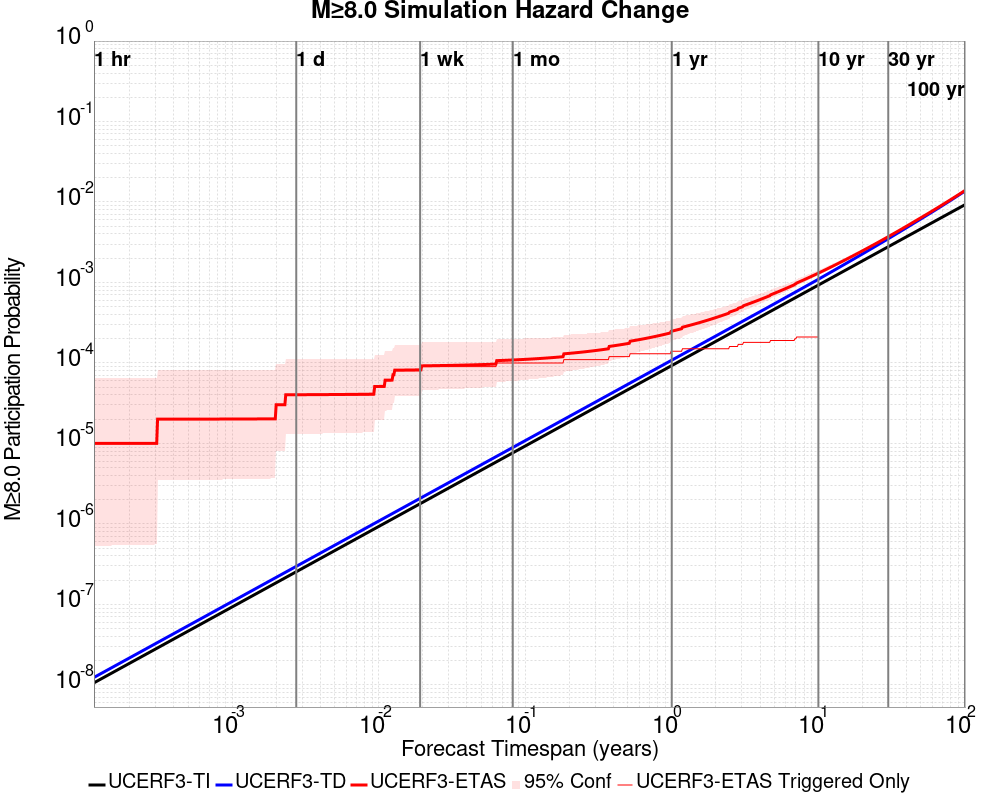 M≥8.0 Simulation Hazard Change
10^0
10^-1
10^-2
10^-3
10^-4
10^-5
10^-6
10^-7
10^-8
M≥8.0 Participation Probability
1 hr
1 d
1 wk
1 mo
1 yr
10 yr
30 yr
100 yr
10^-3
10^-2
10^-1
10^0
10^1
10^2
Forecast Timespan (years)
UCERF3-TI UCERF3-TD UCERF3-ETAS 95% Conf UCERF3-ETAS Triggered Only